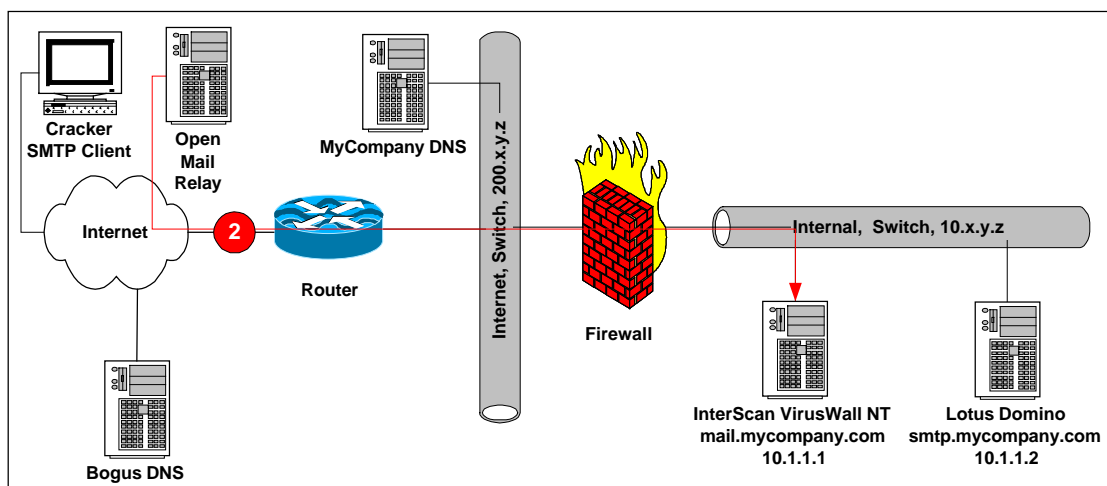 Cracker
SMTP Client
Open
Mail
Relay
MyCompany DNS
Internet, Switch, 200.x.y.z
Internet
2
Router
Firewall
Internal, Switch, 10.x.y.z
Bogus DNS
InterScan VirusWall NT
mail.mycompany.com
10.1.1.1
Lotus Domino
smtp.mycompany.com
10.1.1.2